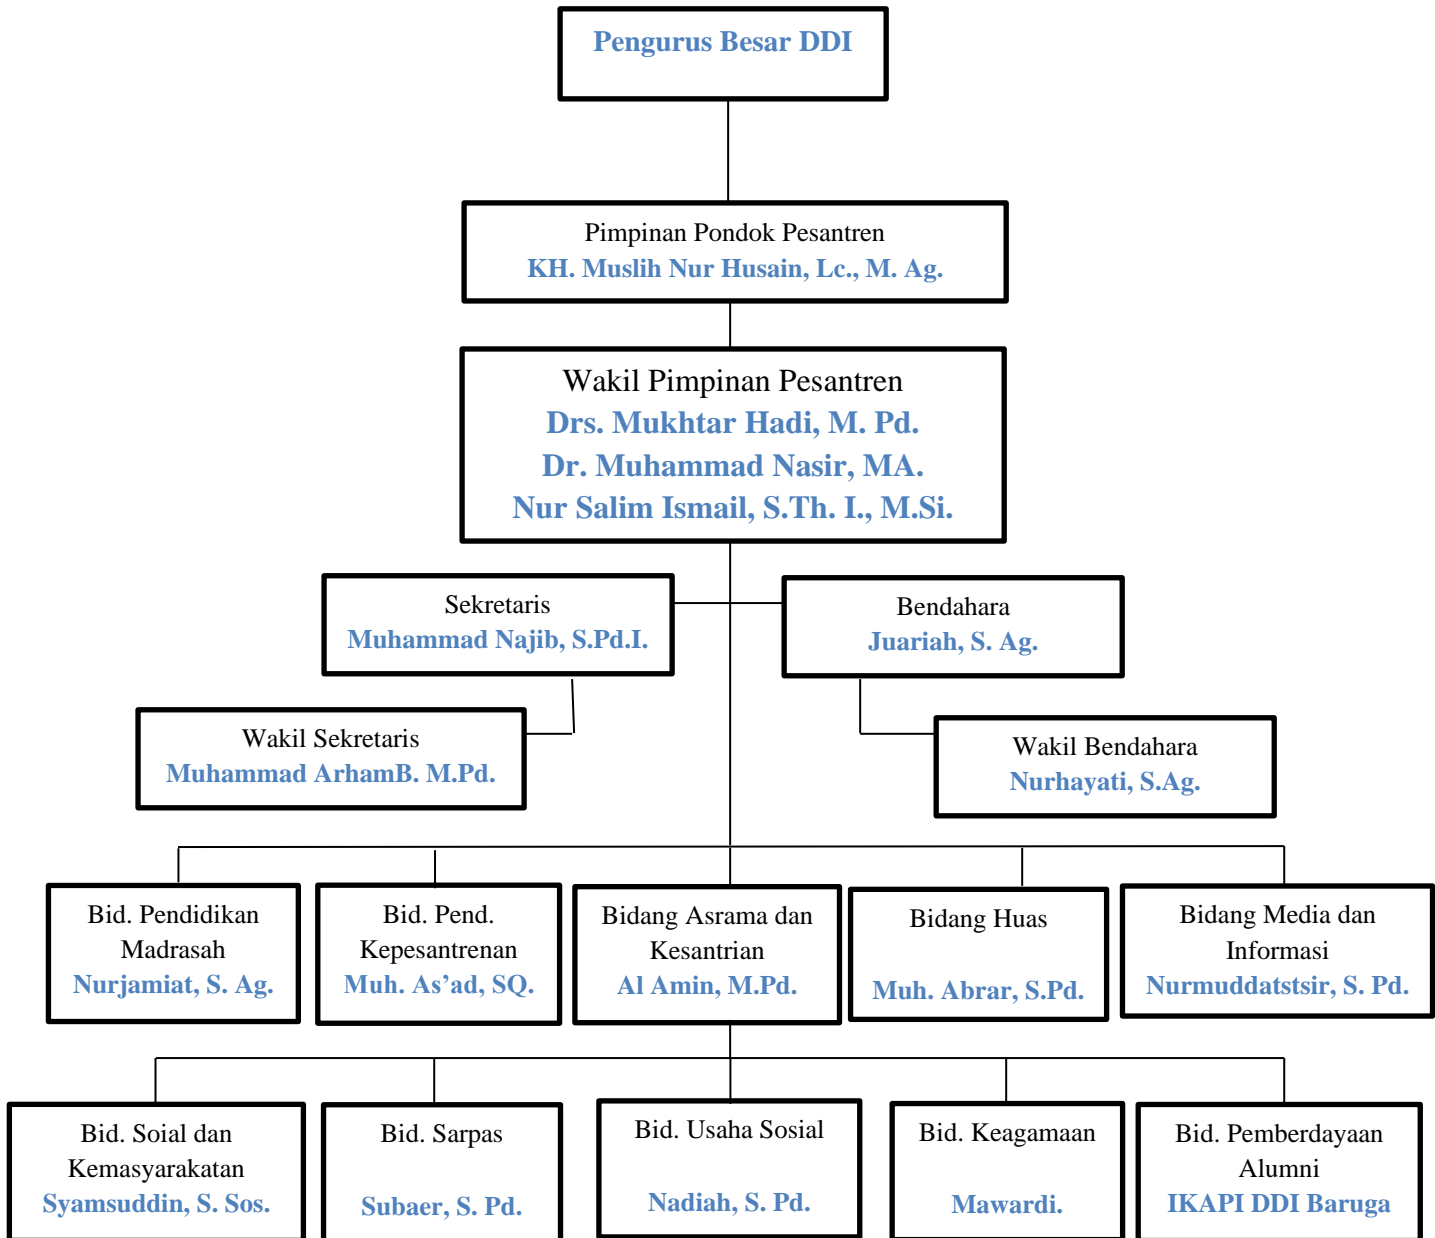 Pengurus Besar DDI
Pimpinan Pondok Pesantren
KH. Muslih Nur Husain, Lc., M. Ag.
Wakil Pimpinan Pesantren
Drs. Mukhtar Hadi, M. Pd.
Dr. Muhammad Nasir, MA.
Nur Salim Ismail, S.Th. I., M.Si.
Sekretaris
Muhammad Najib, S.Pd.I.
Bendahara
Juariah, S. Ag.
Wakil Sekretaris
Muhammad ArhamB. M.Pd.
Wakil Bendahara
Nurhayati, S.Ag.
Bid. Pendidikan
Madrasah
Nurjamiat, S. Ag.
Bid. Pend.
Kepesantrenan
Muh. As’ad, SQ.
Bidang Asrama dan
Kesantrian
Al Amin, M.Pd.
Bidang Huas
Muh. Abrar, S.Pd.
Bidang Media dan
Informasi
Nurmuddatstsir, S. Pd.
Bid. Soial dan
Kemasyarakatan
Syamsuddin, S. Sos.
Bid. Sarpas
Subaer, S. Pd.
Bid. Usaha Sosial
Nadiah, S. Pd.
Bid. Keagamaan
Mawardi.
Bid. Pemberdayaan
Alumni
IKAPI DDI Baruga